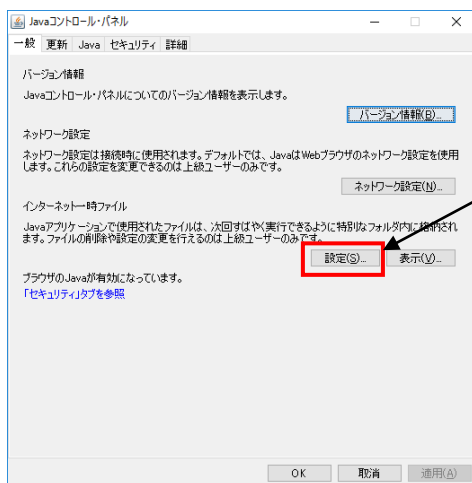 Javaコントロール・パネル
一般 更新 Java セキュリティ 詳細
バージョン情報
Javaコントロール・パネルについてのバージョン情報を表示します。
バージョン情報(B)...
ネットワーク設定
ネットワーク設定は接続時に使用されます。デフォルトでは、JavaはWebブラウザのネットワーク設定を使用
します。これらの設定を変更できるのは上級ユーザーのみです。
ネットワーク設定(N)...
インターネット一時ファイル
Javaアプリケーションで使用されたファイルは、次回すばやく実行できるように特別なフォルダ内に格納され
ます。ファイルの削除や設定の変更を行えるのは上級ユーザーのみです。
設定(S)... 表示(V)...
ブラウザのJavaが有効になっています。
「セキュリティ」タブを参照
OK 取消 適用(A)